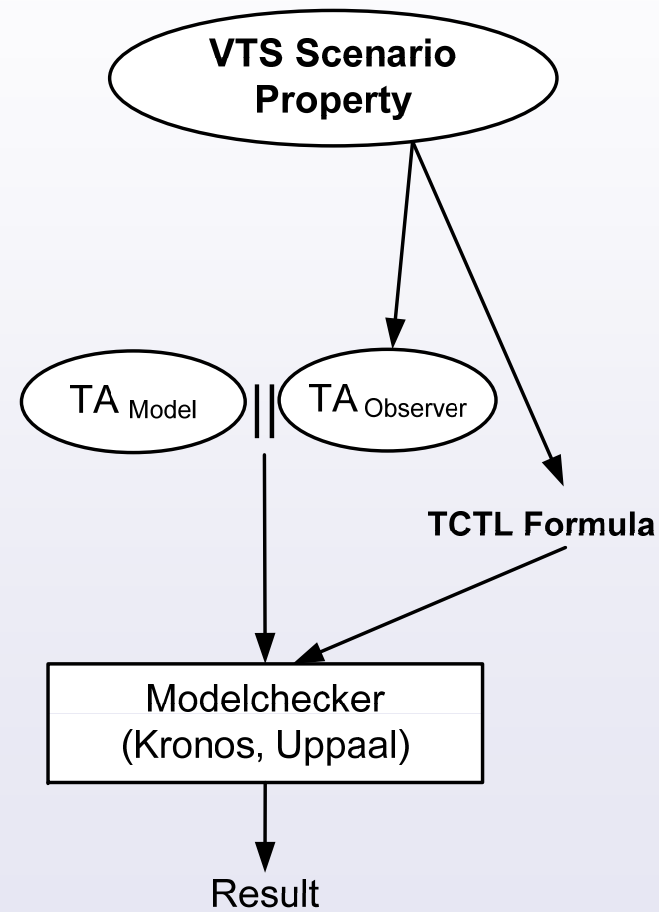 VTS Scenario
Property
TA Model || TA Observer
TCTL Formula
Modelchecker
(Kronos, Uppaal)
Result